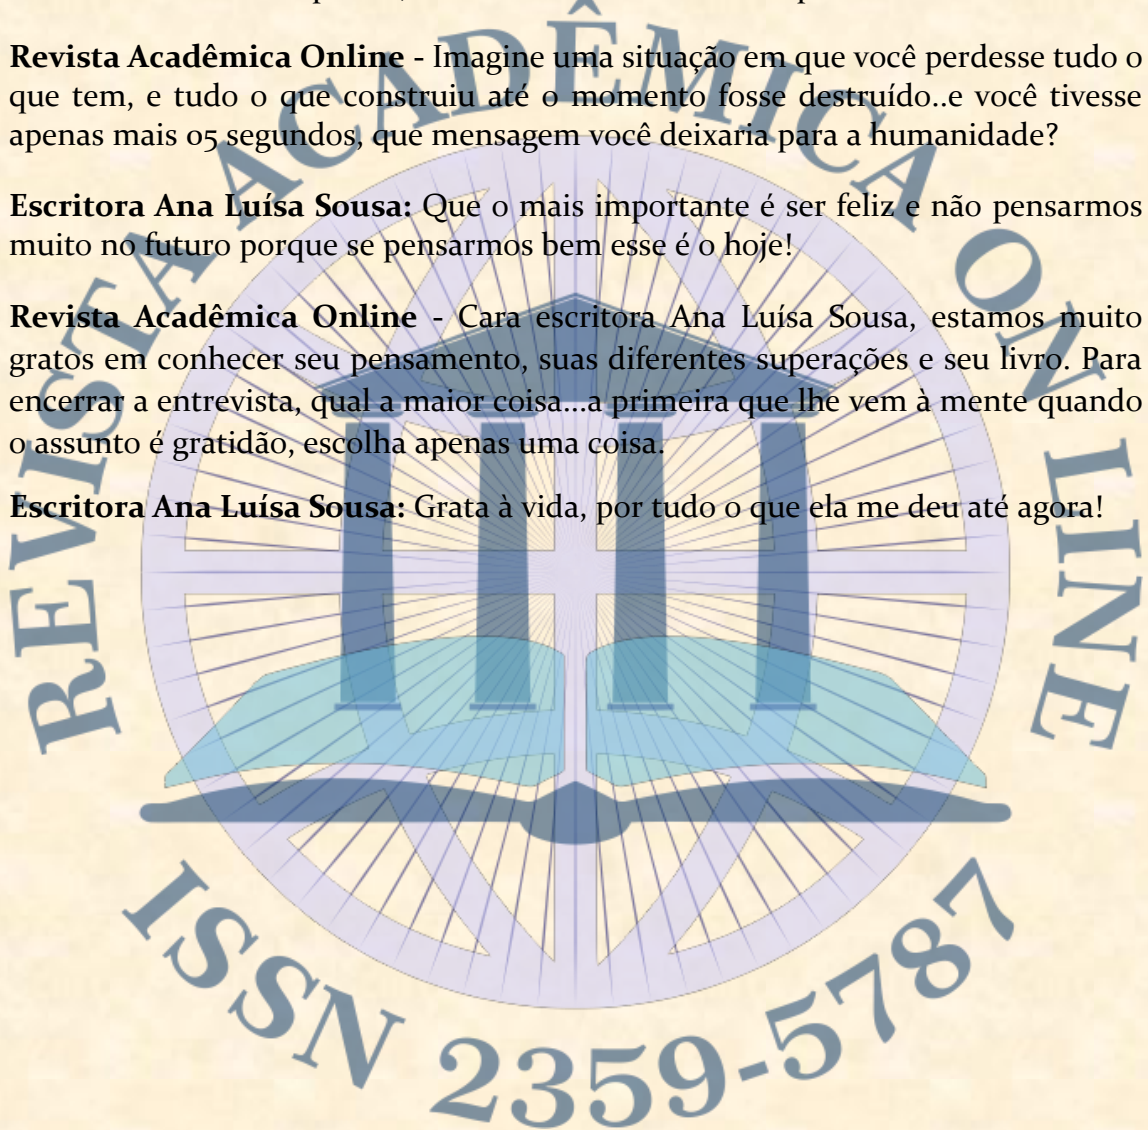 Revista Acadêmica Online - Imagine uma situação em que você perdesse tudo o
que tem, e tudo o que construiu até o momento fosse destruído..e você tivesse
apenas mais 05 segundos, que mensagem você deixaria para a humanidade?
Escritora Ana Luísa Sousa: Que o mais importante é ser feliz e não pensarmos
muito no futuro porque se pensarmos bem esse é o hoje!
Revista Acadêmica Online - Cara escritora Ana Luísa Sousa, estamos muito
gratos em conhecer seu pensamento, suas diferentes superações e seu livro. Para
encerrar a entrevista, qual a maior coisa...a primeira que lhe vem à mente quando
o assunto é gratidão, escolha apenas uma coisa.
Escritora Ana Luísa Sousa: Grata à vida, por tudo o que ela me deu até agora!
REVISTA ACADÊMICA ON LINE
ISSN 2359-5787